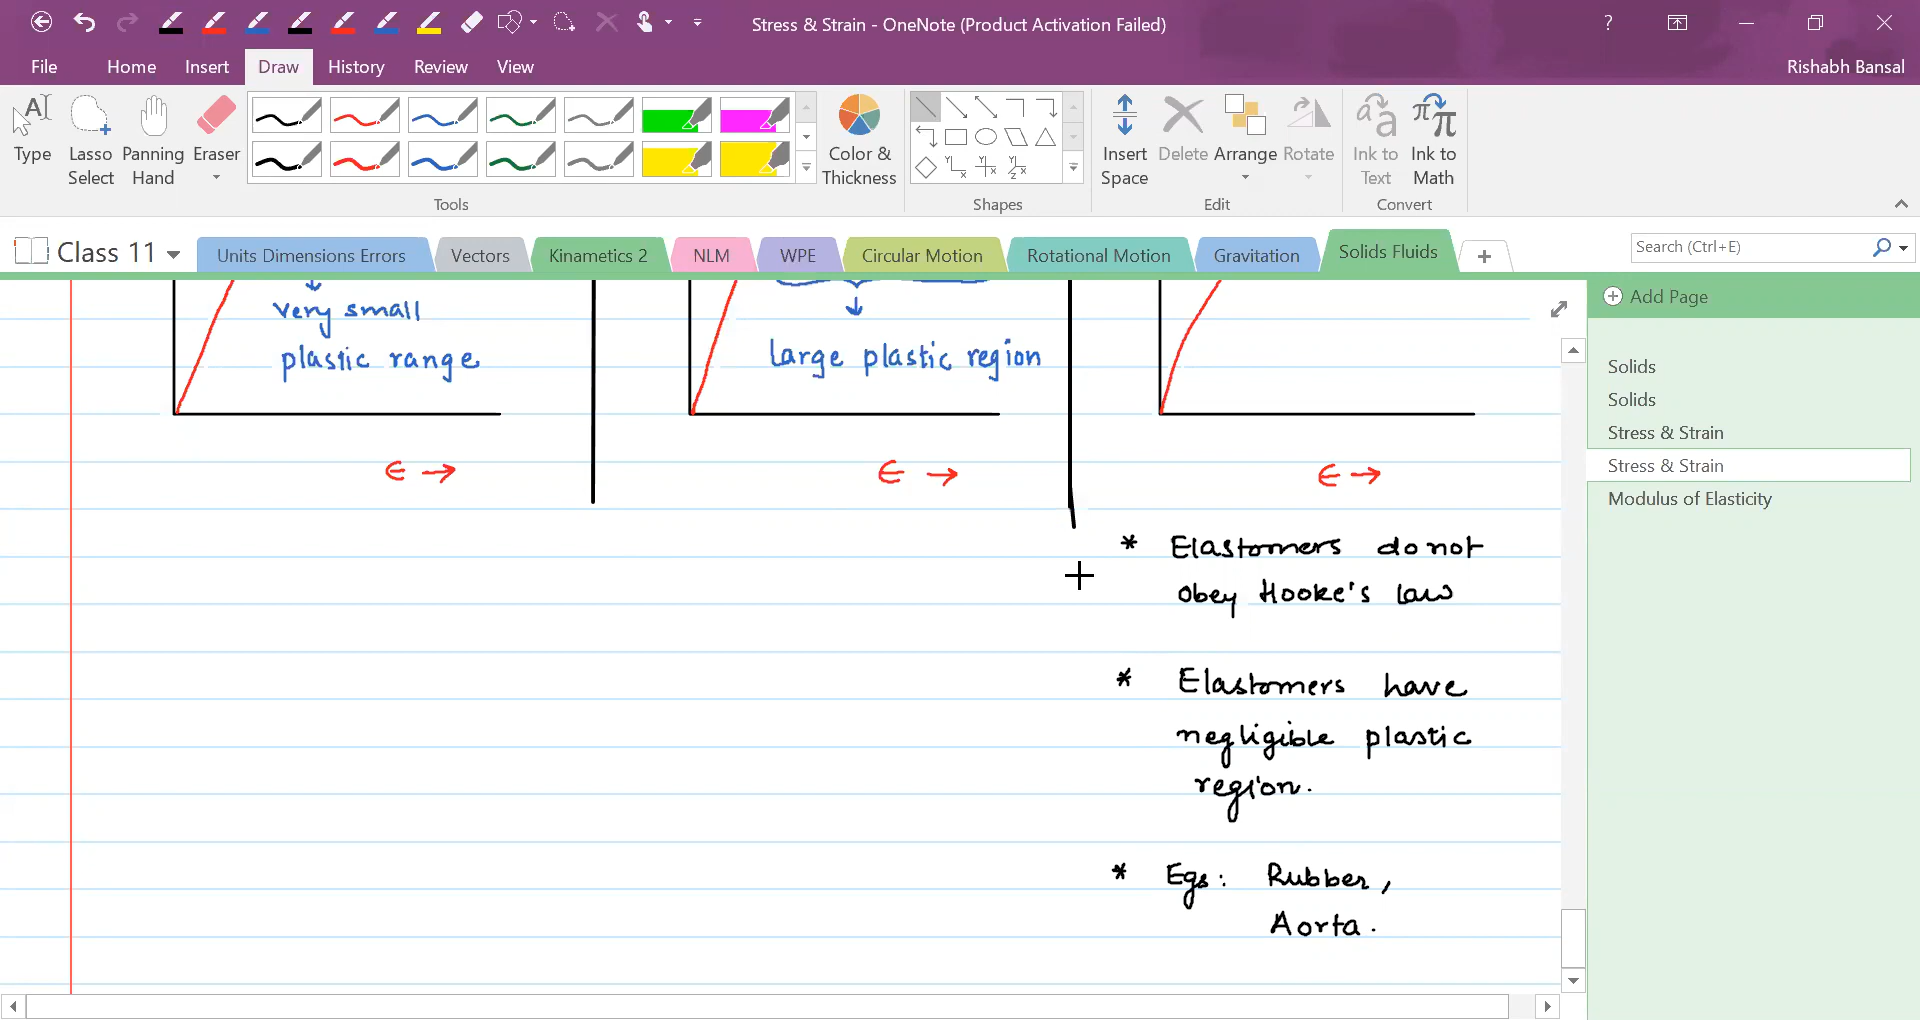 Stress & Strain - OneNote (Product Activation Failed)
?
File
Home
Insert
Draw
History
Review
View
Rishabh Bansal
Type
Lasso Select
Panning Hand
Eraser
Color & Thickness
Insert Space
Delete
Arrange
Rotate
Ink to Text
Ink to Math
Tools
Shapes
Edit
Convert
Class 11
Units Dimensions Errors
Vectors
Kinametics 2
NLM
WPE
Circular Motion
Rotational Motion
Gravitation
Solids Fluids
Search (Ctrl+E)
Add Page
Solids
Solids
Stress & Strain
Stress & Strain
Modulus of Elasticity
very small
plastic range
large plastic region
∈ →
∈ →
∈ →
* Elastomers do not
obey Hooke's law
* Elastomers have
negligible plastic
region.
* Egs: Rubber,
Aorta.